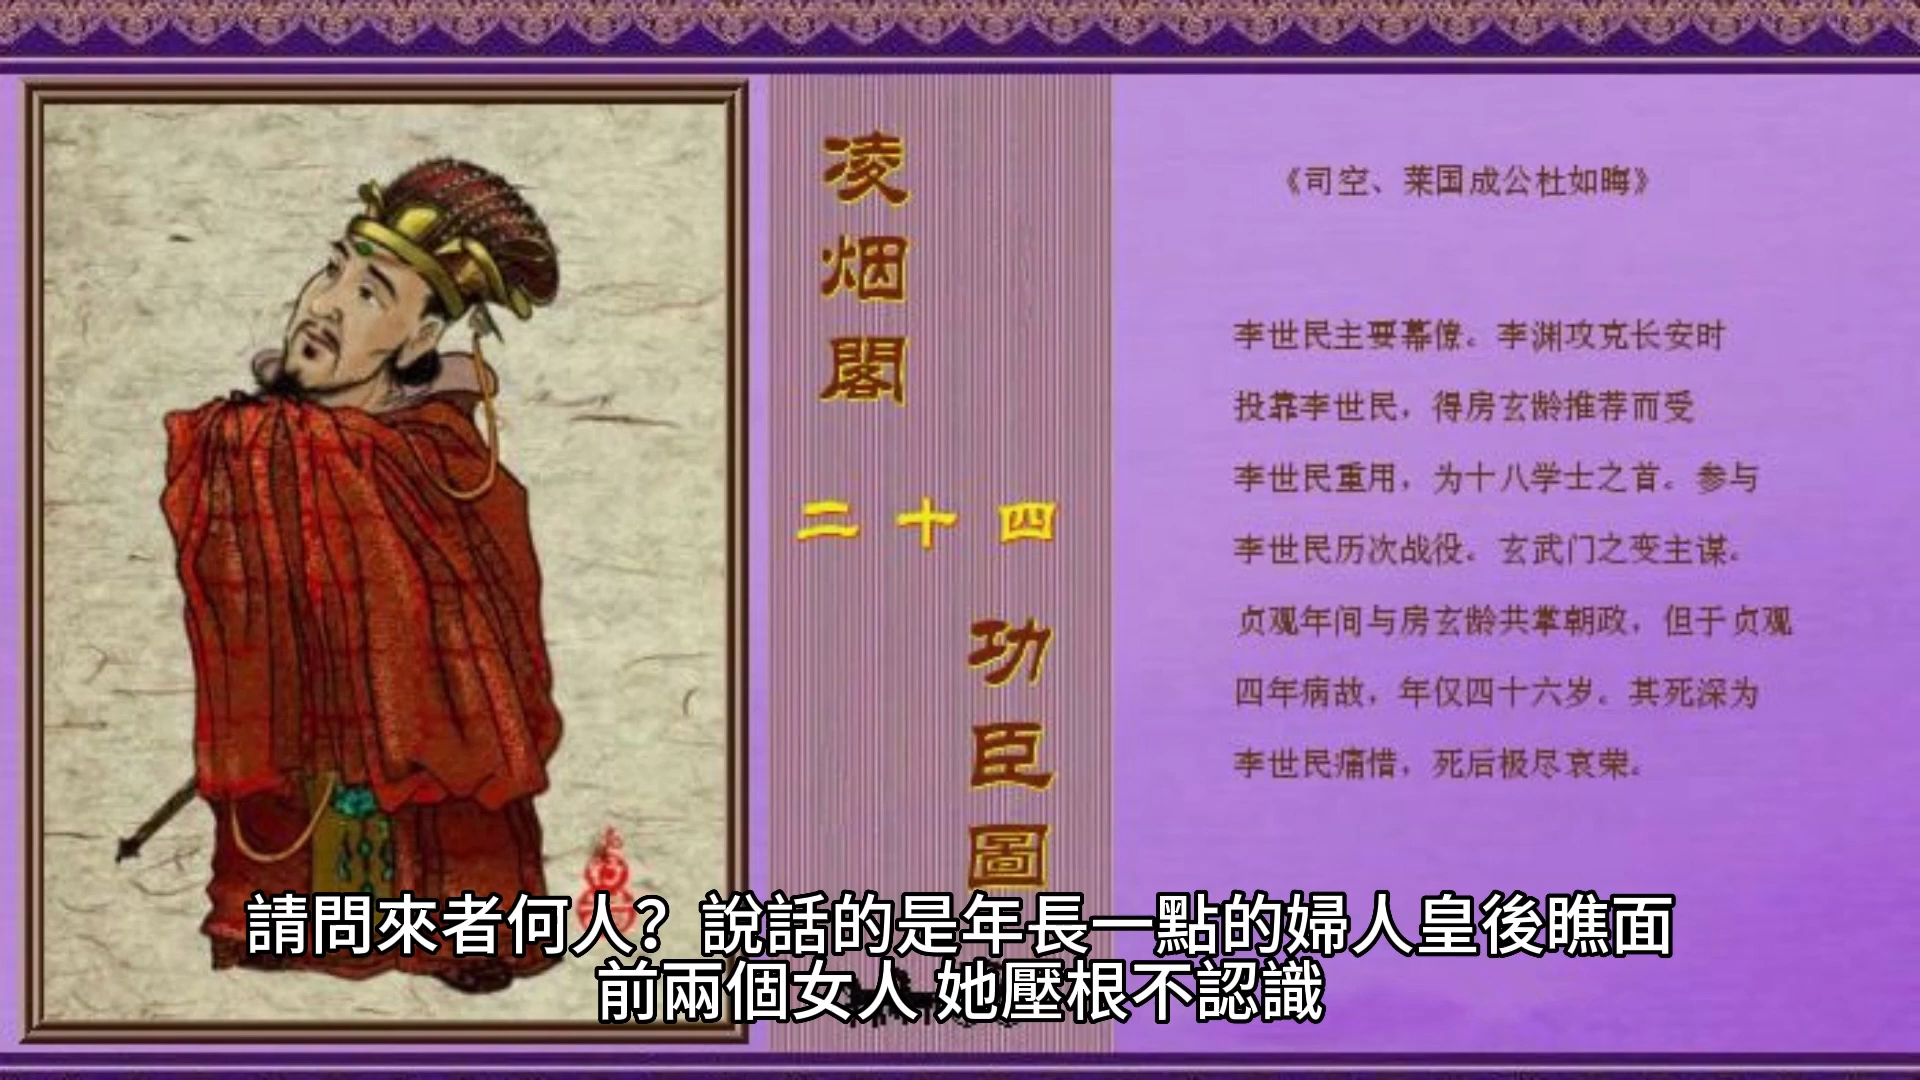 凌烟閣
二十四
功臣圖
《司空、莱国成公杜如晦》
李世民主要幕僚。李渊攻克长安时
投靠李世民，得房玄龄推荐而受
李世民重用，为十八学士之首。参与
李世民历次战役。玄武门之变主谋。
贞观年间与房玄龄共掌朝政，但于贞观
四年病故，年仅四十六岁。其死深为
李世民痛惜，死后极尽哀荣。
請問來者何人？說話的是年長一點的婦人皇後瞧面
前兩個女人 她壓根不認識